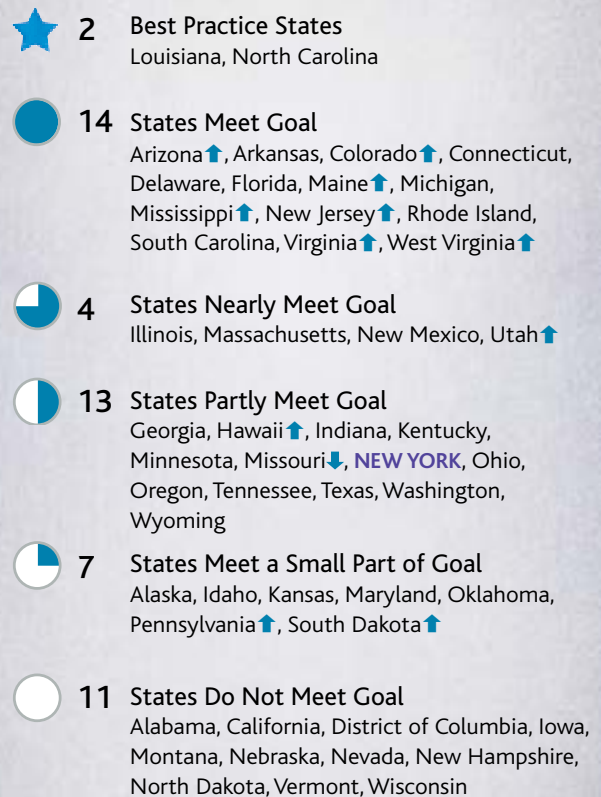 2 Best Practice States
Louisiana, North Carolina
14 States Meet Goal
Arizona⬆, Arkansas, Colorado⬆, Connecticut,
Delaware, Florida, Maine⬆, Michigan,
Mississippi⬆, New Jersey⬆, Rhode Island,
South Carolina, Virginia⬆, West Virginia⬆
4 States Nearly Meet Goal
Illinois, Massachusetts, New Mexico, Utah⬆
13 States Partly Meet Goal
Georgia, Hawaii⬆, Indiana, Kentucky,
Minnesota, Missouri⬇, NEW YORK, Ohio,
Oregon, Tennessee, Texas, Washington,
Wyoming
7 States Meet a Small Part of Goal
Alaska, Idaho, Kansas, Maryland, Oklahoma,
Pennsylvania⬆, South Dakota⬆
11 States Do Not Meet Goal
Alabama, California, District of Columbia, Iowa,
Montana, Nebraska, Nevada, New Hampshire,
North Dakota, Vermont, Wisconsin